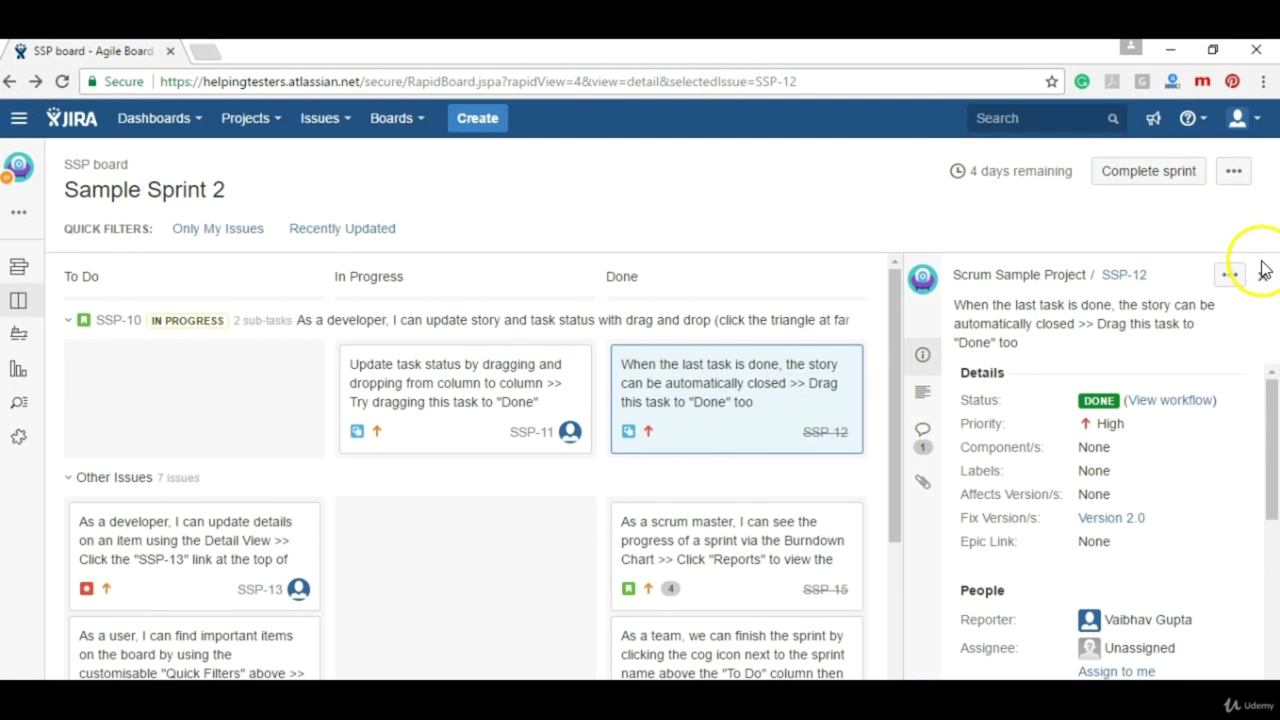 SSP board - Agile Board
Secure
https://helpingtesters.atlassian.net/secure/RapidBoard.jspa?rapidView=4&view=detail&selectedIssue=SSP-12
JIRA
Dashboards
Projects
Issues
Boards
Create
Search
SSP board
Sample Sprint 2
4 days remaining
Complete sprint
QUICK FILTERS:
Only My Issues
Recently Updated
To Do
In Progress
Done
SSP-10 IN PROGRESS 2 sub-tasks As a developer, I can update story and task status with drag and drop (click the triangle at far
Update task status by dragging and
dropping from column to column >>
Try dragging this task to "Done"
SSP-11
When the last task is done, the story
can be automatically closed >> Drag
this task to "Done" too
SSP-12
Other Issues 7 issues
As a developer, I can update details
on an item using the Detail View >>
Click the "SSP-13" link at the top of
SSP-13
As a scrum master, I can see the
progress of a sprint via the Burndown
Chart >> Click "Reports" to view the
4
SSP-15
As a user, I can find important items
on the board by using the
customisable "Quick Filters" above >>
As a team, we can finish the sprint by
clicking the cog icon next to the sprint
name above the "To Do" column then
Scrum Sample Project / SSP-12
When the last task is done, the story can be
automatically closed >> Drag this task to
"Done" too
1
Details
Status: DONE (View workflow)
Priority: High
Component/s: None
Labels: None
Affects Version/s: None
Fix Version/s: Version 2.0
Epic Link: None
People
Reporter: Vaibhav Gupta
Assignee: Unassigned
Assign to me
Udemy